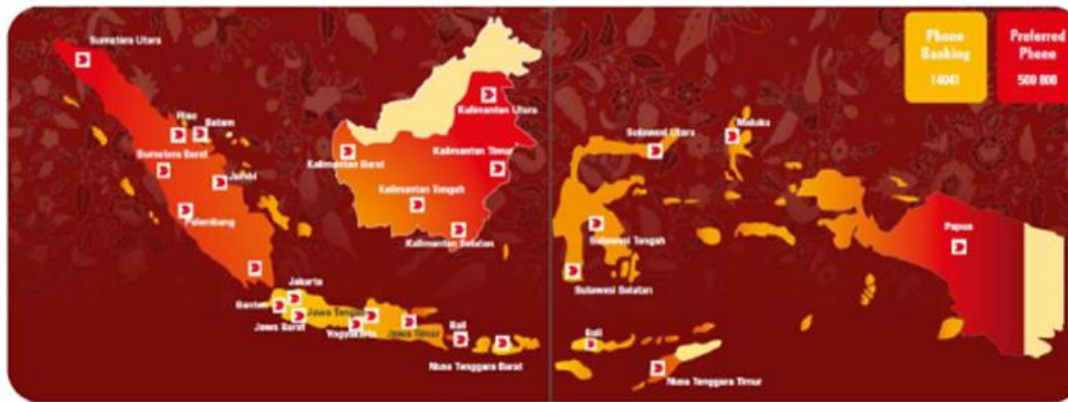 Sumatera Utara
Riau
Batam
Sumatera Barat
Jambi
Palembang
Banten
Jakarta
Jawa Barat
Jawa Tengah
Yogyakarta
Jawa Timur
Bali
Nusa Tenggara Barat
Kalimantan Utara
Kalimantan Barat
Kalimantan Timur
Kalimantan Tengah
Kalimantan Selatan
Sulawesi Utara
Maluku
Sulawesi Tengah
Sulawesi Selatan
Bali
Nusa Tenggara Timur
Papua
Phone
Banking
14041
Preferred
Phone
500 800